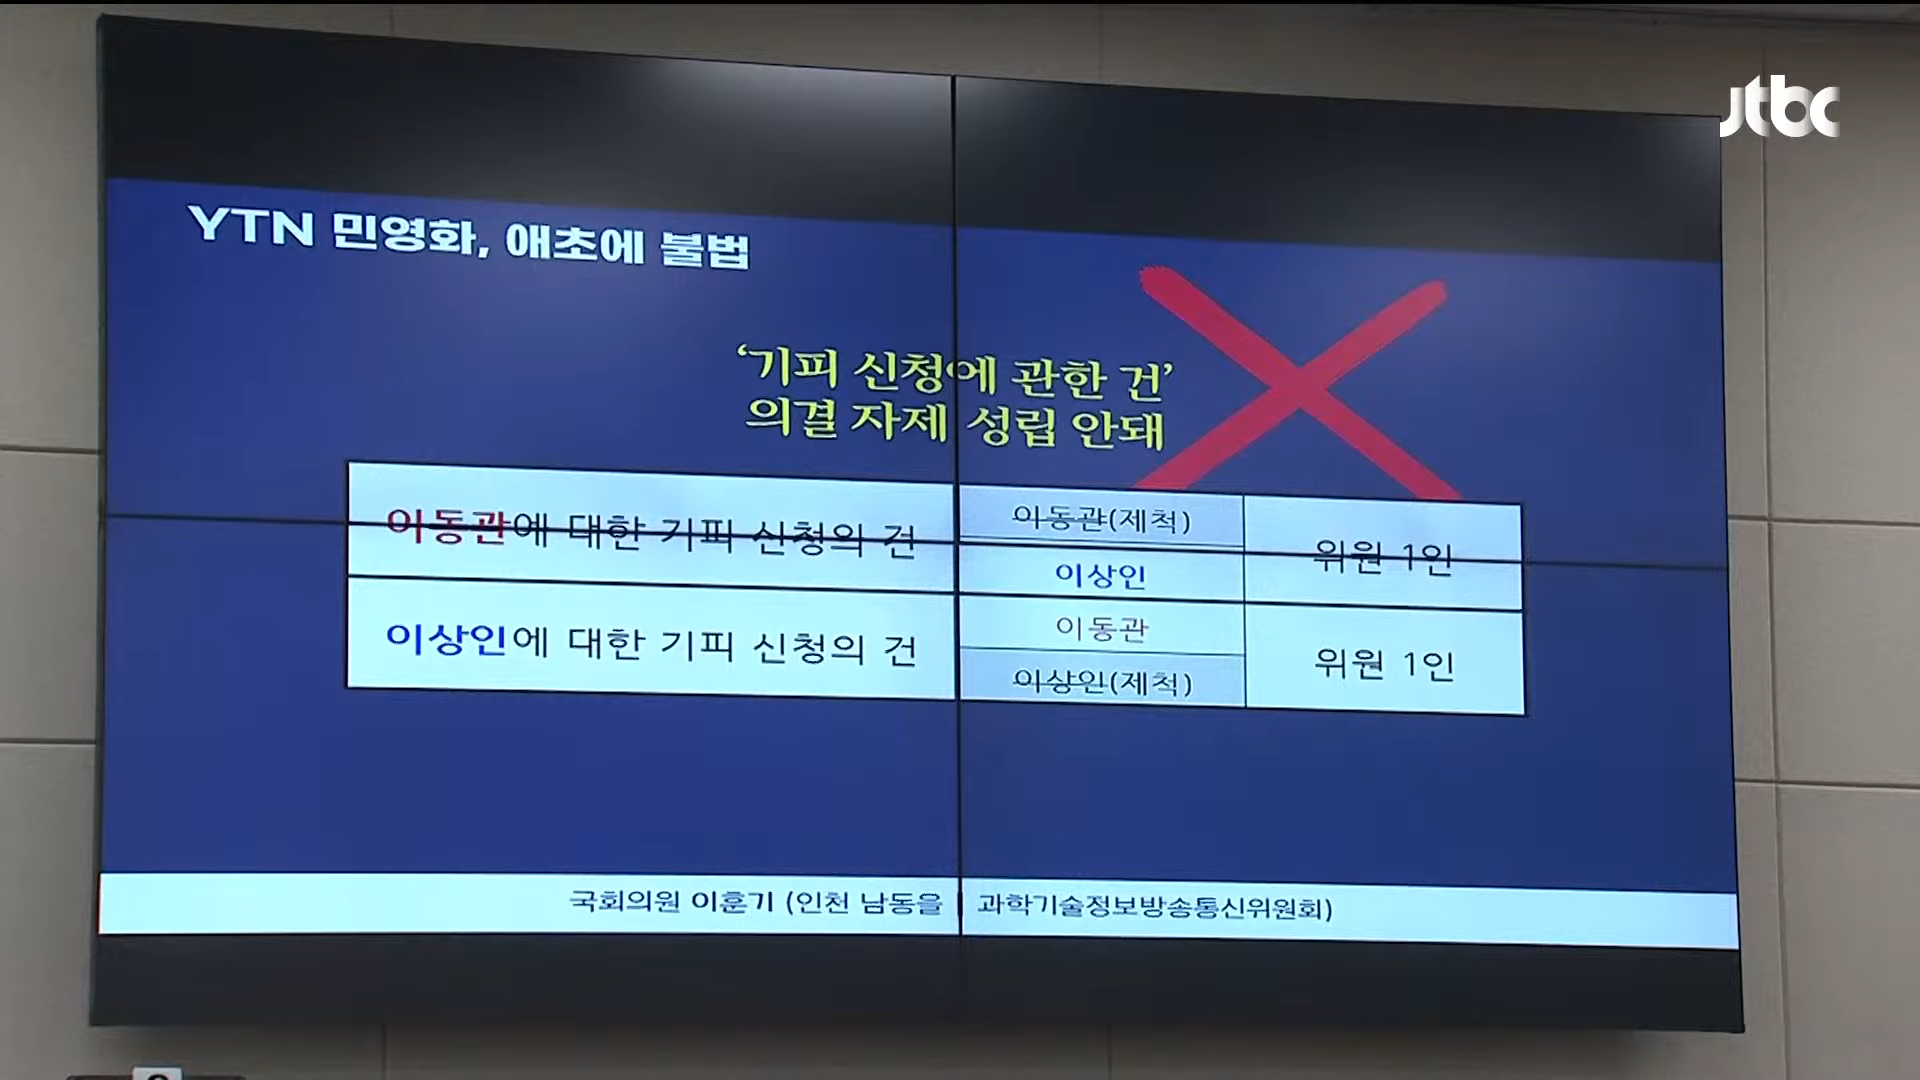 jtbc
YTN 민영화, 애초에 불법
‘기피 신청에 관한 건’
의결 자제 성립 안돼
이동관에 대한 기피 신청의 건
이동관(제척)
이상인
위원 1인
이상인에 대한 기피 신청의 건
이동관
이상인(제척)
위원 1인
국회의원 이훈기 (인천 남동을 | 과학기술정보방송통신위원회)